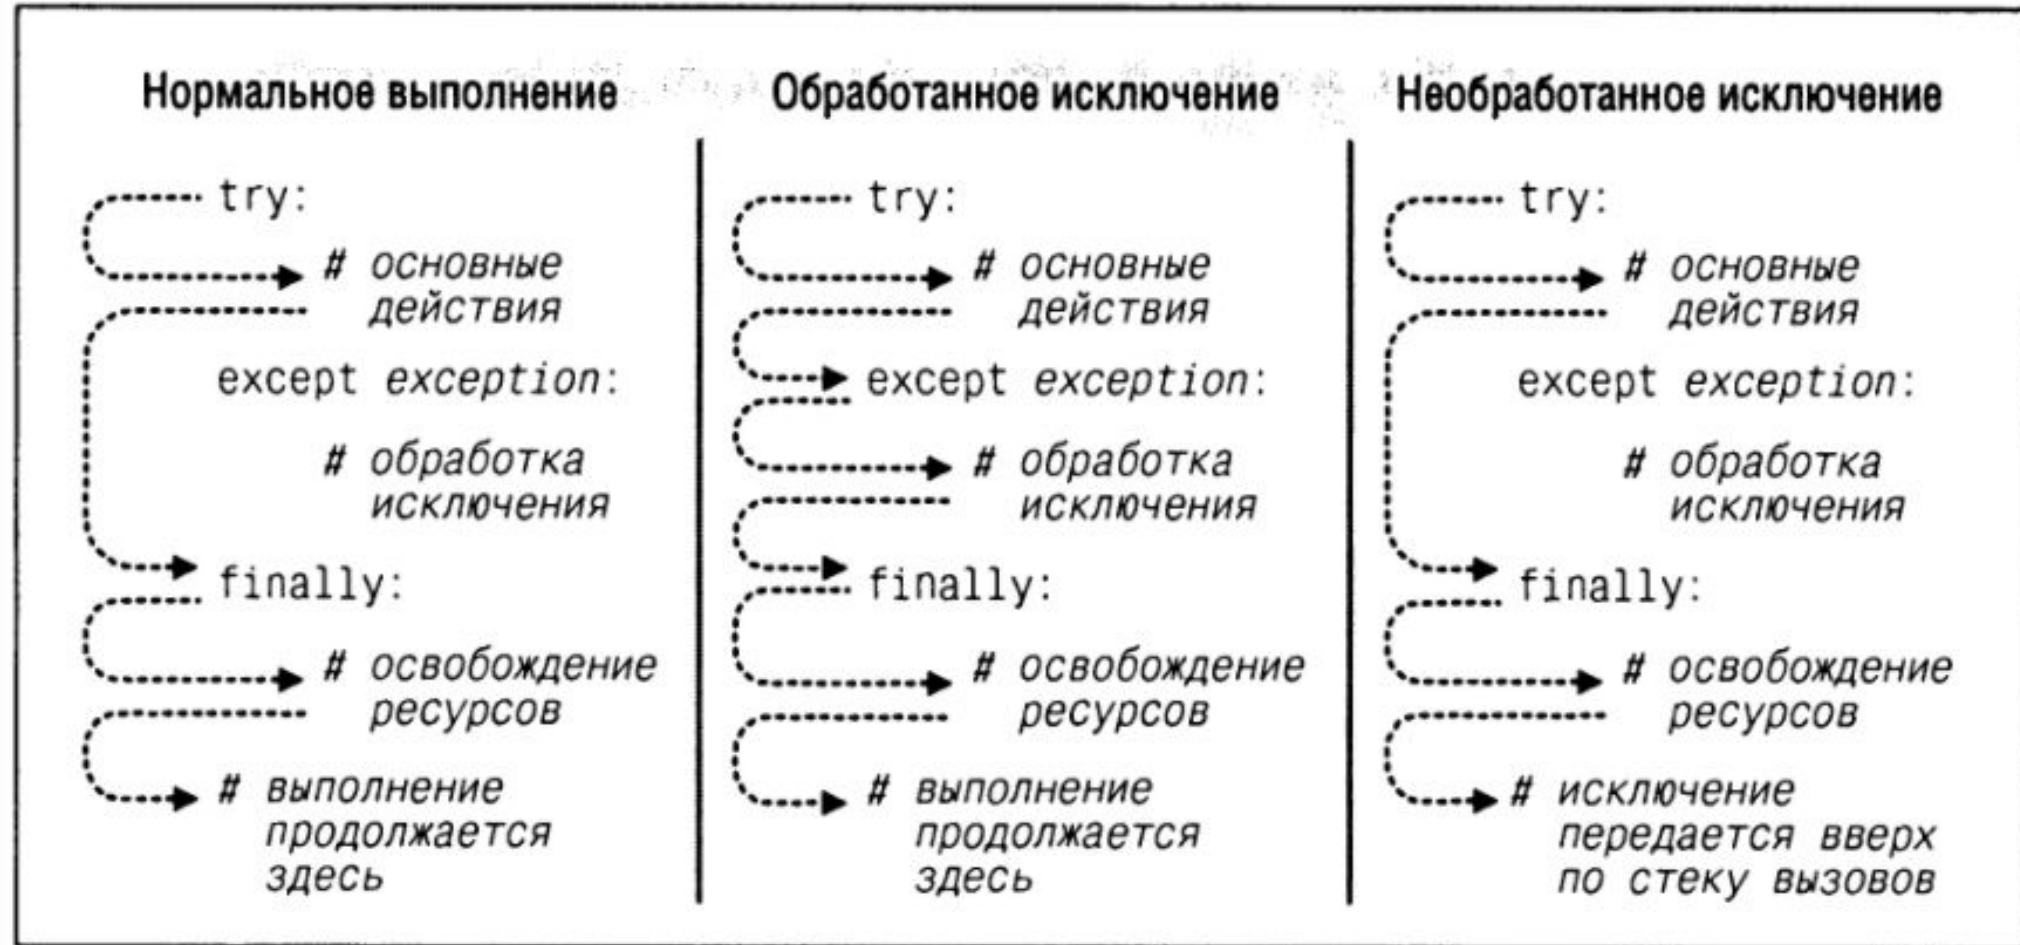 Нормальное выполнение
try:
# основные
действия
except exception:
# обработка
исключения
finally:
# освобождение
ресурсов
# выполнение
продолжается
здесь
Обработанное исключение
try:
# основные
действия
except exception:
# обработка
исключения
finally:
# освобождение
ресурсов
# выполнение
продолжается
здесь
Необработанное исключение
try:
# основные
действия
except exception:
# обработка
исключения
finally:
# освобождение
ресурсов
# исключение
передается вверх
по стеку вызовов